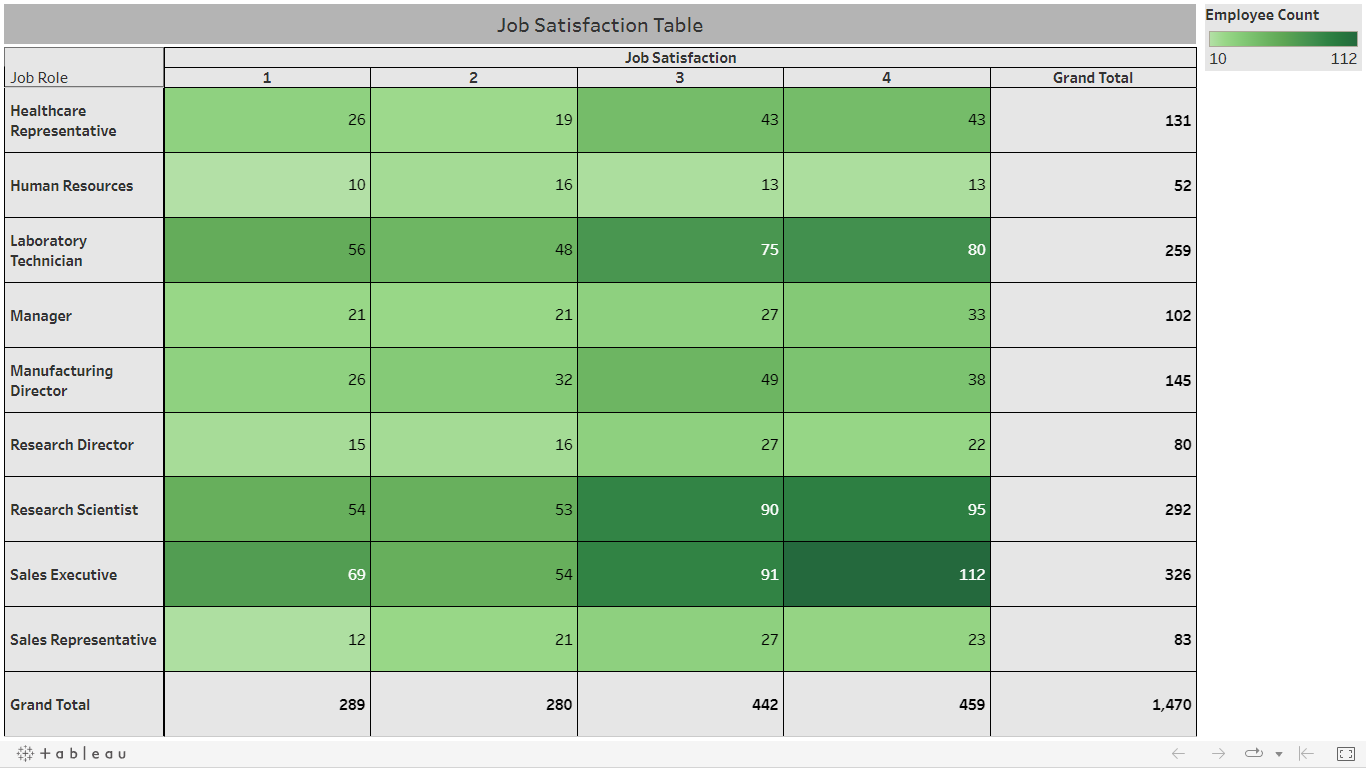 Job Satisfaction Table
Employee Count
10 112
Job Satisfaction
Job Role 1 2 3 4 Grand Total
Healthcare
Representative 26 19 43 43 131
Human Resources 10 16 13 13 52
Laboratory
Technician 56 48 75 80 259
Manager 21 21 27 33 102
Manufacturing
Director 26 32 49 38 145
Research Director 15 16 27 22 80
Research Scientist 54 53 90 95 292
Sales Executive 69 54 91 112 326
Sales Representative 12 21 27 23 83
Grand Total 289 280 442 459 1,470
+ableau